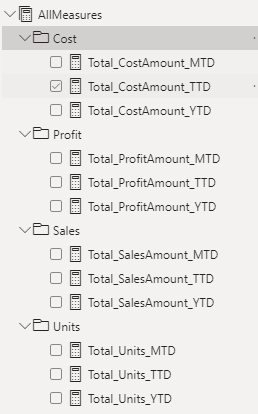 AllMeasures
Cost
Total_CostAmount_MTD
Total_CostAmount_TTD
Total_CostAmount_YTD
Profit
Total_ProfitAmount_MTD
Total_ProfitAmount_TTD
Total_ProfitAmount_YTD
Sales
Total_SalesAmount_MTD
Total_SalesAmount_TTD
Total_SalesAmount_YTD
Units
Total_Units_MTD
Total_Units_TTD
Total_Units_YTD